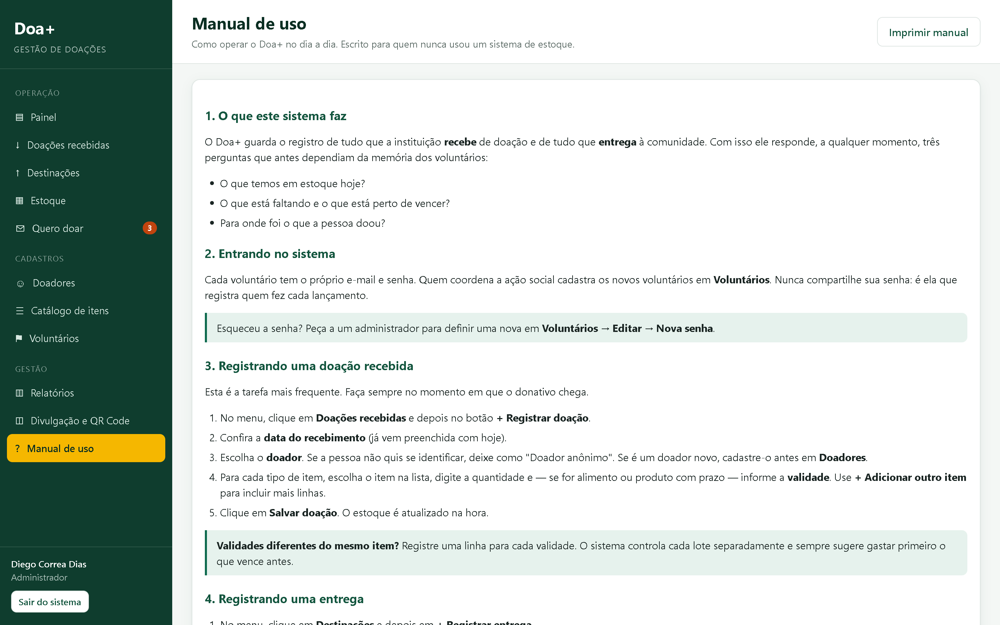 Doa+
GESTÃO DE DOAÇÕES
OPERAÇÃO
Painel
↓ Doações recebidas
↑ Destinações
Estoque
Quero doar 3
CADASTROS
Doadores
Catálogo de itens
Voluntários
GESTÃO
Relatórios
Divulgação e QR Code
? Manual de uso
Diego Correa Dias
Administrador
Sair do sistema
Manual de uso
Como operar o Doa+ no dia a dia. Escrito para quem nunca usou um sistema de estoque.
Imprimir manual
1. O que este sistema faz
O Doa+ guarda o registro de tudo que a instituição recebe de doação e de tudo que entrega à comunidade. Com isso ele responde, a qualquer momento, três
perguntas que antes dependiam da memória dos voluntários:
• O que temos em estoque hoje?
• O que está faltando e o que está perto de vencer?
• Para onde foi o que a pessoa doou?
2. Entrando no sistema
Cada voluntário tem o próprio e-mail e senha. Quem coordena a ação social cadastra os novos voluntários em Voluntários. Nunca compartilhe sua senha: é ela que
registra quem fez cada lançamento.
Esqueceu a senha? Peça a um administrador para definir uma nova em Voluntários → Editar → Nova senha.
3. Registrando uma doação recebida
Esta é a tarefa mais frequente. Faça sempre no momento em que o donativo chega.
1. No menu, clique em Doações recebidas e depois no botão + Registrar doação.
2. Confira a data do recebimento (já vem preenchida com hoje).
3. Escolha o doador. Se a pessoa não quis se identificar, deixe como "Doador anônimo". Se é um doador novo, cadastre-o antes em Doadores.
4. Para cada tipo de item, escolha o item na lista, digite a quantidade e — se for alimento ou produto com prazo — informe a validade. Use + Adicionar outro item
para incluir mais linhas.
5. Clique em Salvar doação. O estoque é atualizado na hora.
Validades diferentes do mesmo item? Registre uma linha para cada validade. O sistema controla cada lote separadamente e sempre sugere gastar primeiro o
que vence antes.
4. Registrando uma entrega
1. No menu, clique em Destinações e depois em + Registrar entrega.